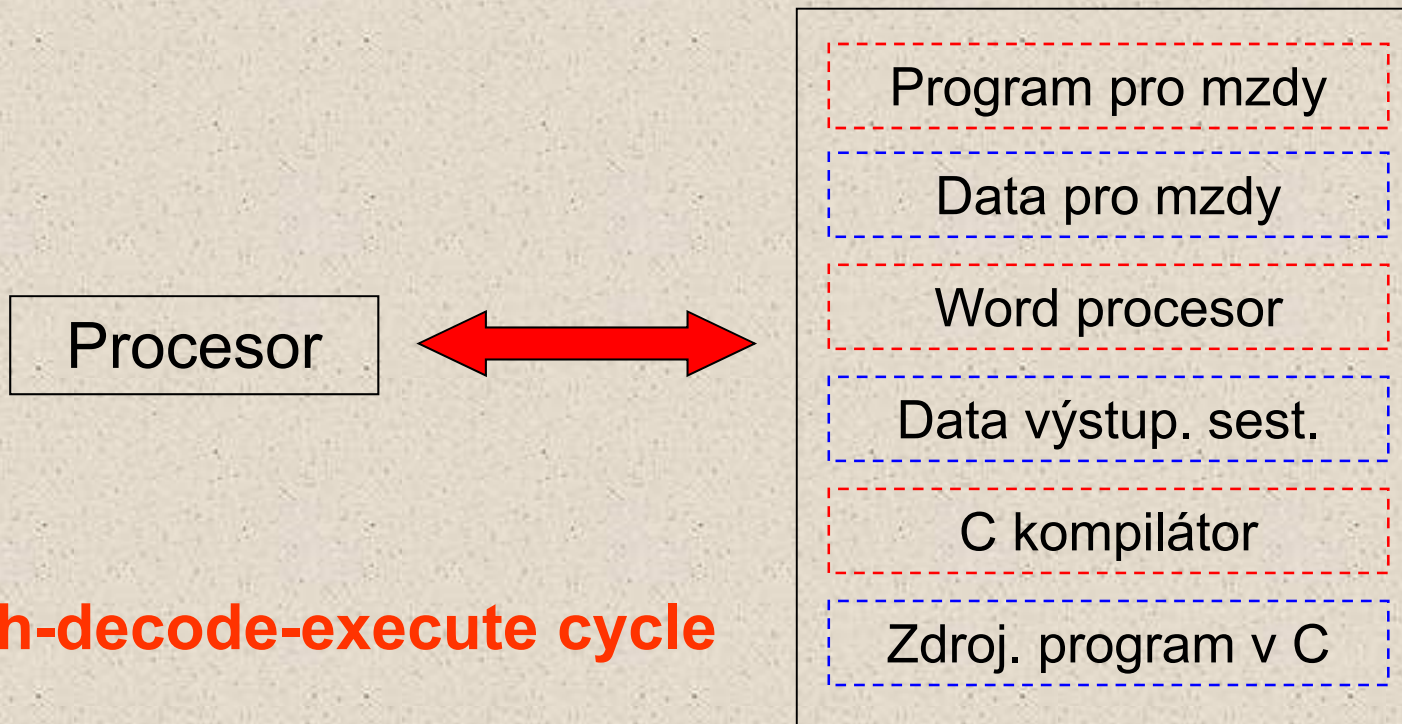 Procesor
h-decode-execute cycle
Program pro mzdy
Data pro mzdy
Word procesor
Data výstup. sest.
C kompilátor
Zdroj. program v C